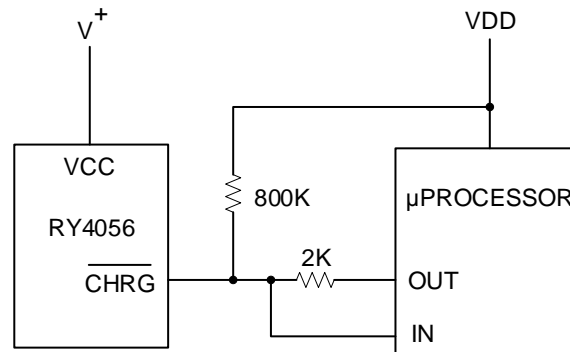 V+
VDD
VCC
RY4056
CHRG
800K
2K
µPROCESSOR
OUT
IN